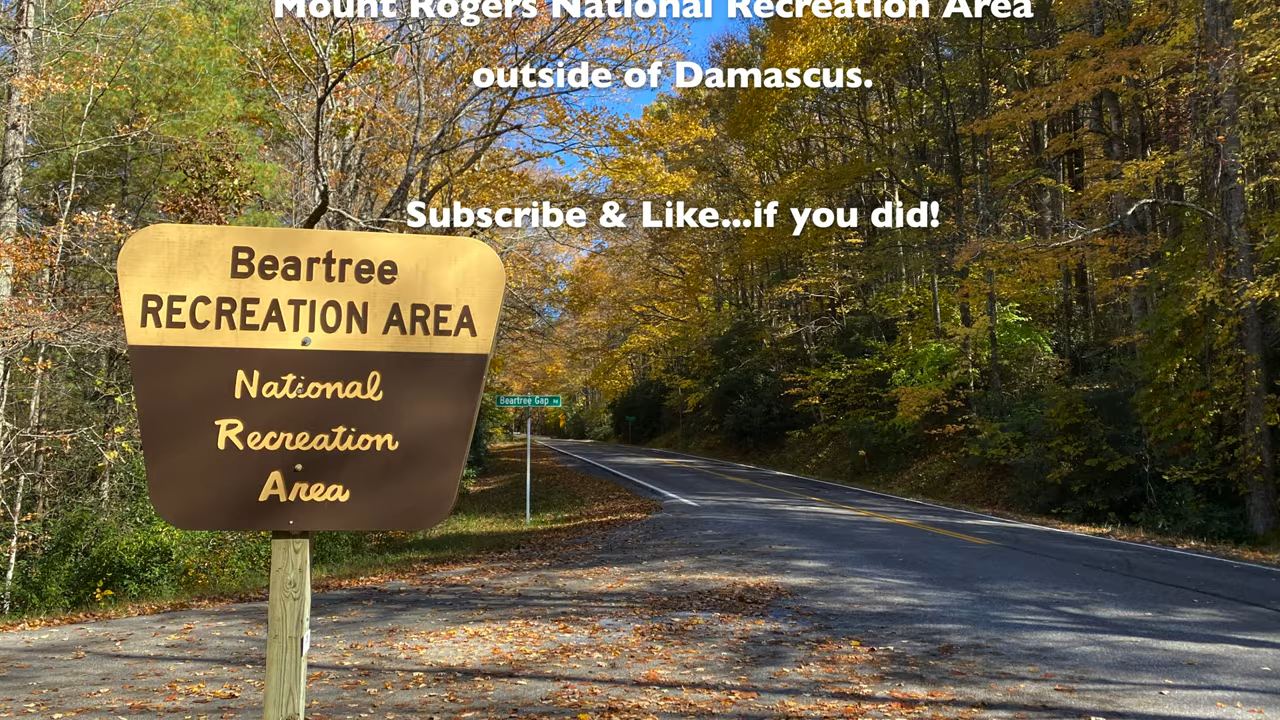 Mount Rogers National Recreation Area
outside of Damascus.
Subscribe & Like...if you did!
Beartree
RECREATION AREA
National
Recreation
Area
Beartree Gap Rd